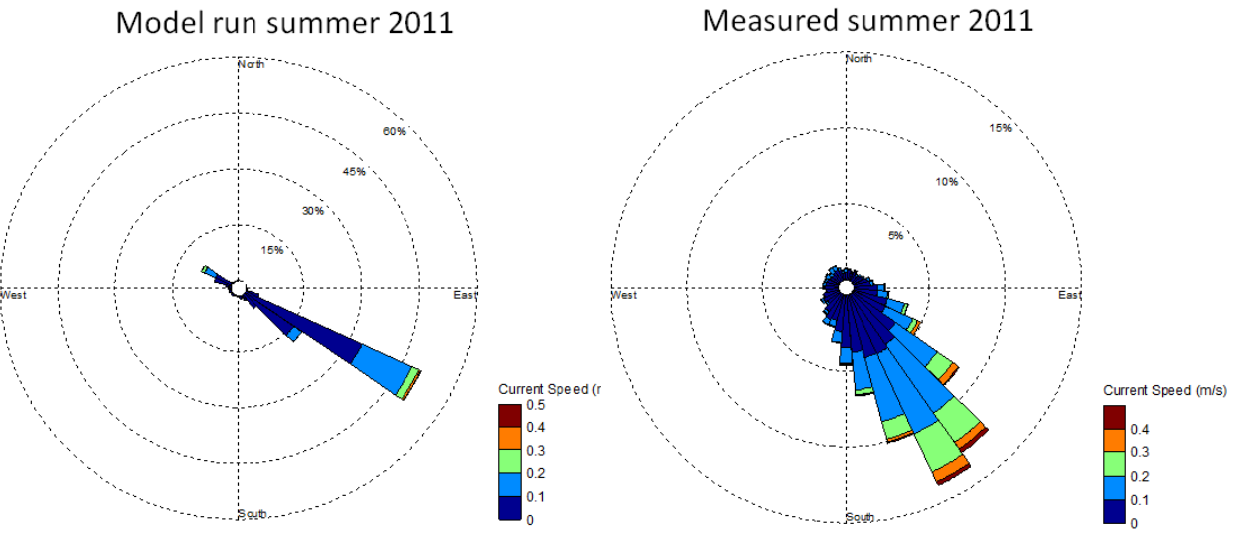 Model run summer 2011
North
60%
45%
30%
15%
West
East
South
Current Speed (r
0.5
0.4
0.3
0.2
0.1
0
Measured summer 2011
North
15%
10%
5%
West
East
South
Current Speed (m/s)
0.4
0.3
0.2
0.1
0